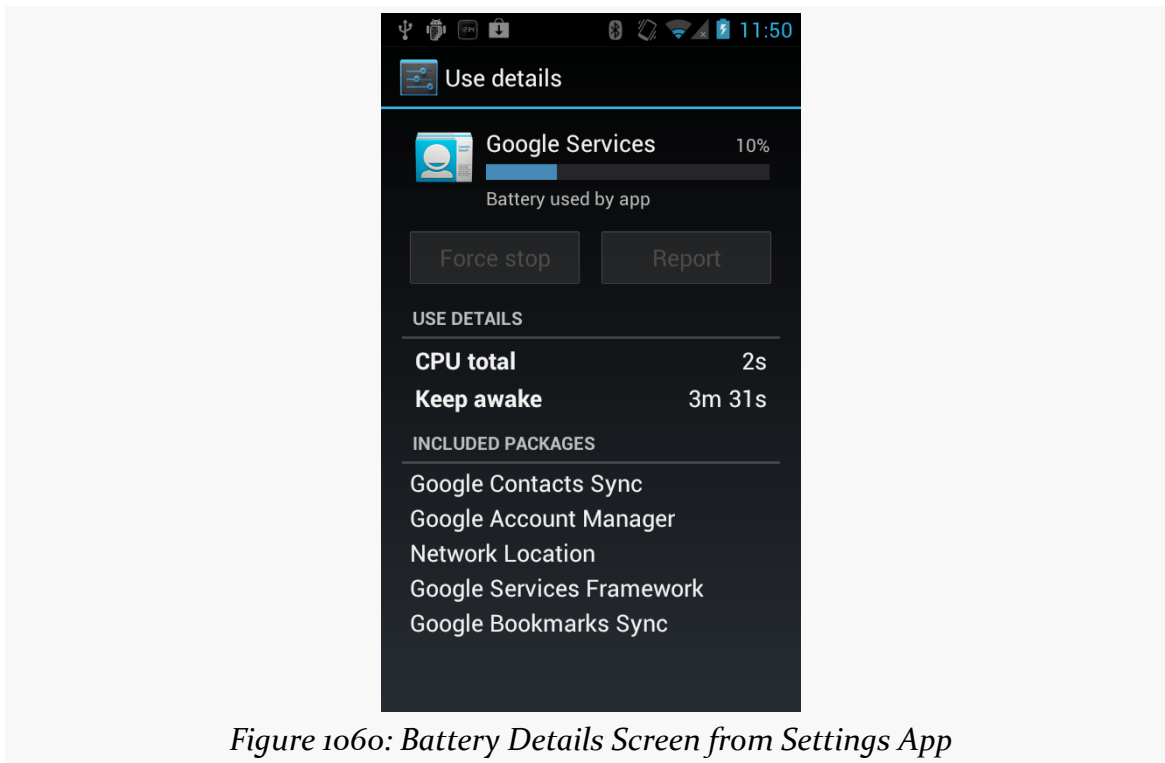 11:50
Use details
Google Services 10%
Battery used by app
Force stop Report
USE DETAILS
CPU total 2s
Keep awake 3m 31s
INCLUDED PACKAGES
Google Contacts Sync
Google Account Manager
Network Location
Google Services Framework
Google Bookmarks Sync
Figure 1060: Battery Details Screen from Settings App